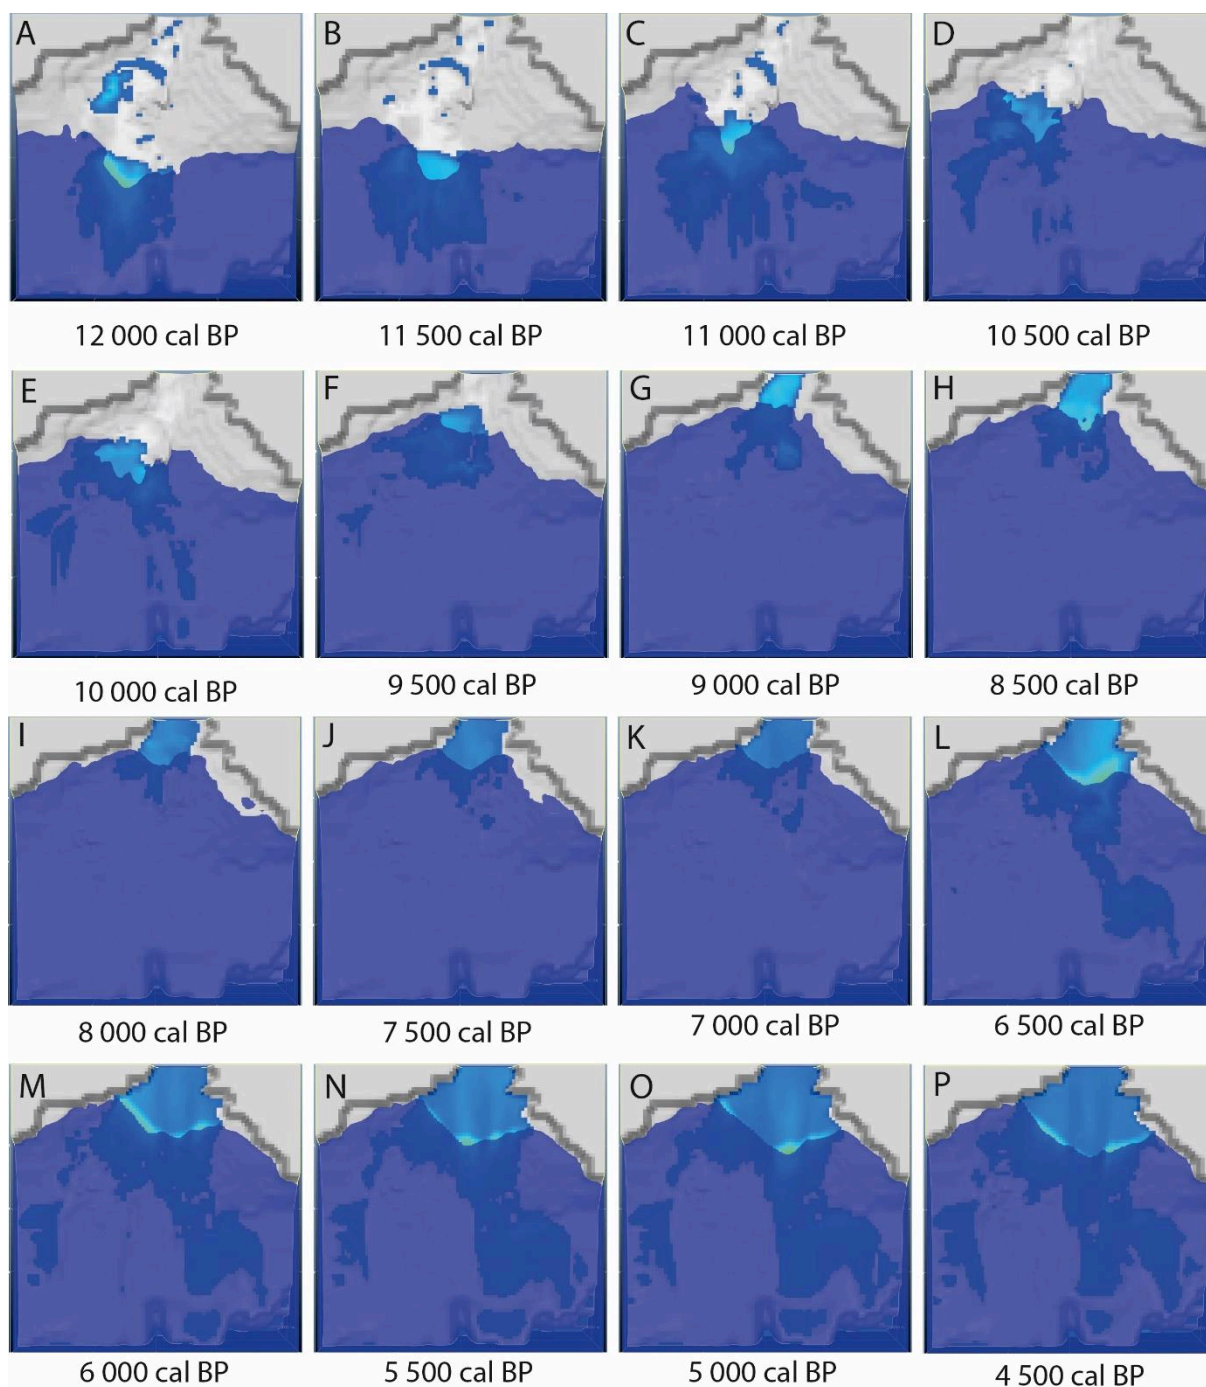 A B C D
12 000 cal BP 11 500 cal BP 11 000 cal BP 10 500 cal BP
E F G H
10 000 cal BP 9 500 cal BP 9 000 cal BP 8 500 cal BP
I J K L
8 000 cal BP 7 500 cal BP 7 000 cal BP 6 500 cal BP
M N O P
6 000 cal BP 5 500 cal BP 5 000 cal BP 4 500 cal BP